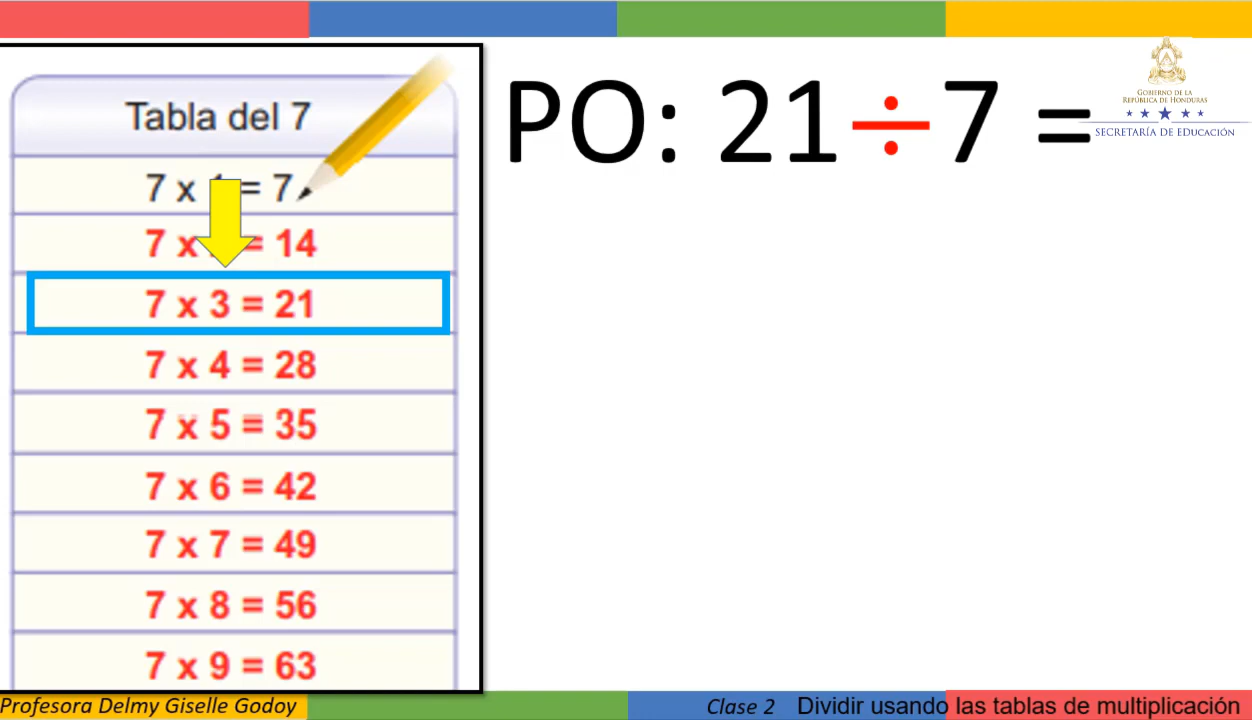 Tabla del 7
7 x 1 = 7
7 x = 14
7 x 3 = 21
7 x 4 = 28
7 x 5 = 35
7 x 6 = 42
7 x 7 = 49
7 x 8 = 56
7 x 9 = 63
PO: 21 ÷ 7 =
GOBIERNO DE LA
REPÚBLICA DE HONDURAS
SECRETARÍA DE EDUCACIÓN
Profesora Delmy Giselle Godoy
Clase 2 Dividir usando las tablas de multiplicación